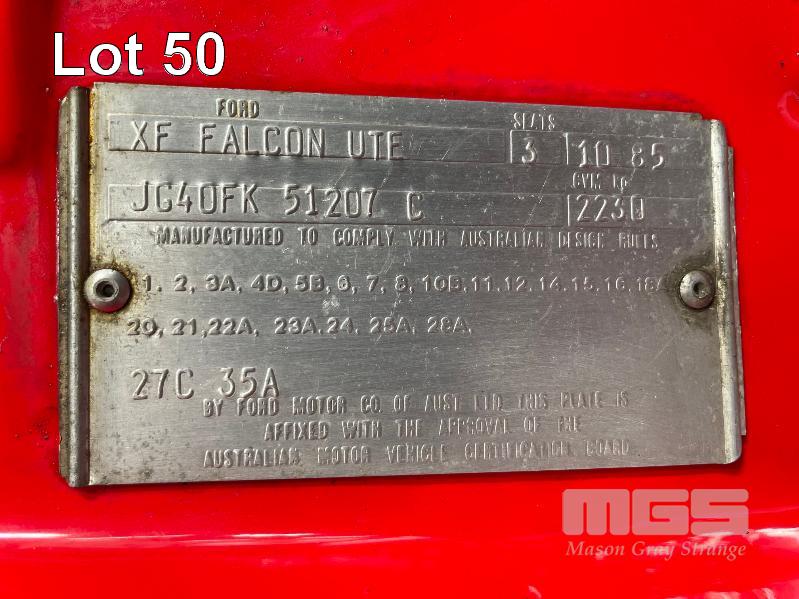 Lot 50
FORD SEATS
XF FALCON UTE 3 10 85
GVM kg
JG40FK 51207 C 2230
MANUFACTURED TO COMPLY WITH AUSTRALIAN DESIGN RULES
1, 2, 3A, 4D, 5B, 6, 7, 8, 10B, 11, 12, 14, 15, 16, 18A
20, 21, 22A, 23A, 24, 25A, 28A,
27C 35A
BY FORD MOTOR CO OF AUST LTD THIS PLATE IS
AFFIXED WITH THE APPROVAL OF THE
AUSTRALIAN MOTOR VEHICLE CERTIFICATION BOARD
MGS
Mason Gray Strange